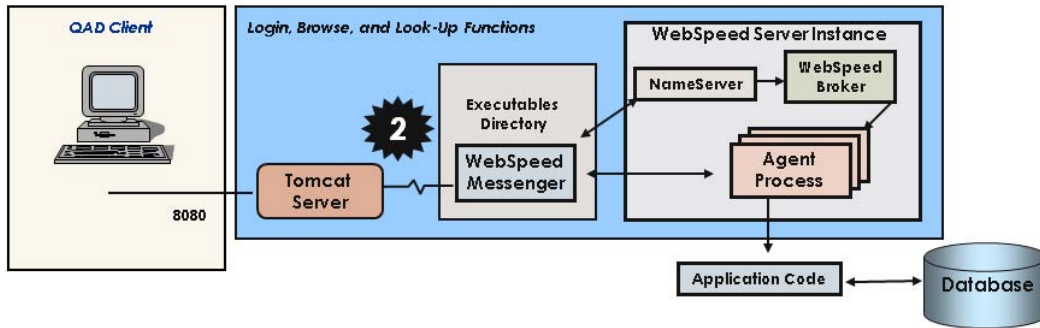 QAD Client
Login, Browse, and Look-Up Functions
WebSpeed Server Instance
NameServer
WebSpeed
Broker
Executables
Directory
2
WebSpeed
Messenger
Agent
Process
Tomcat
Server
8080
Application Code
Database